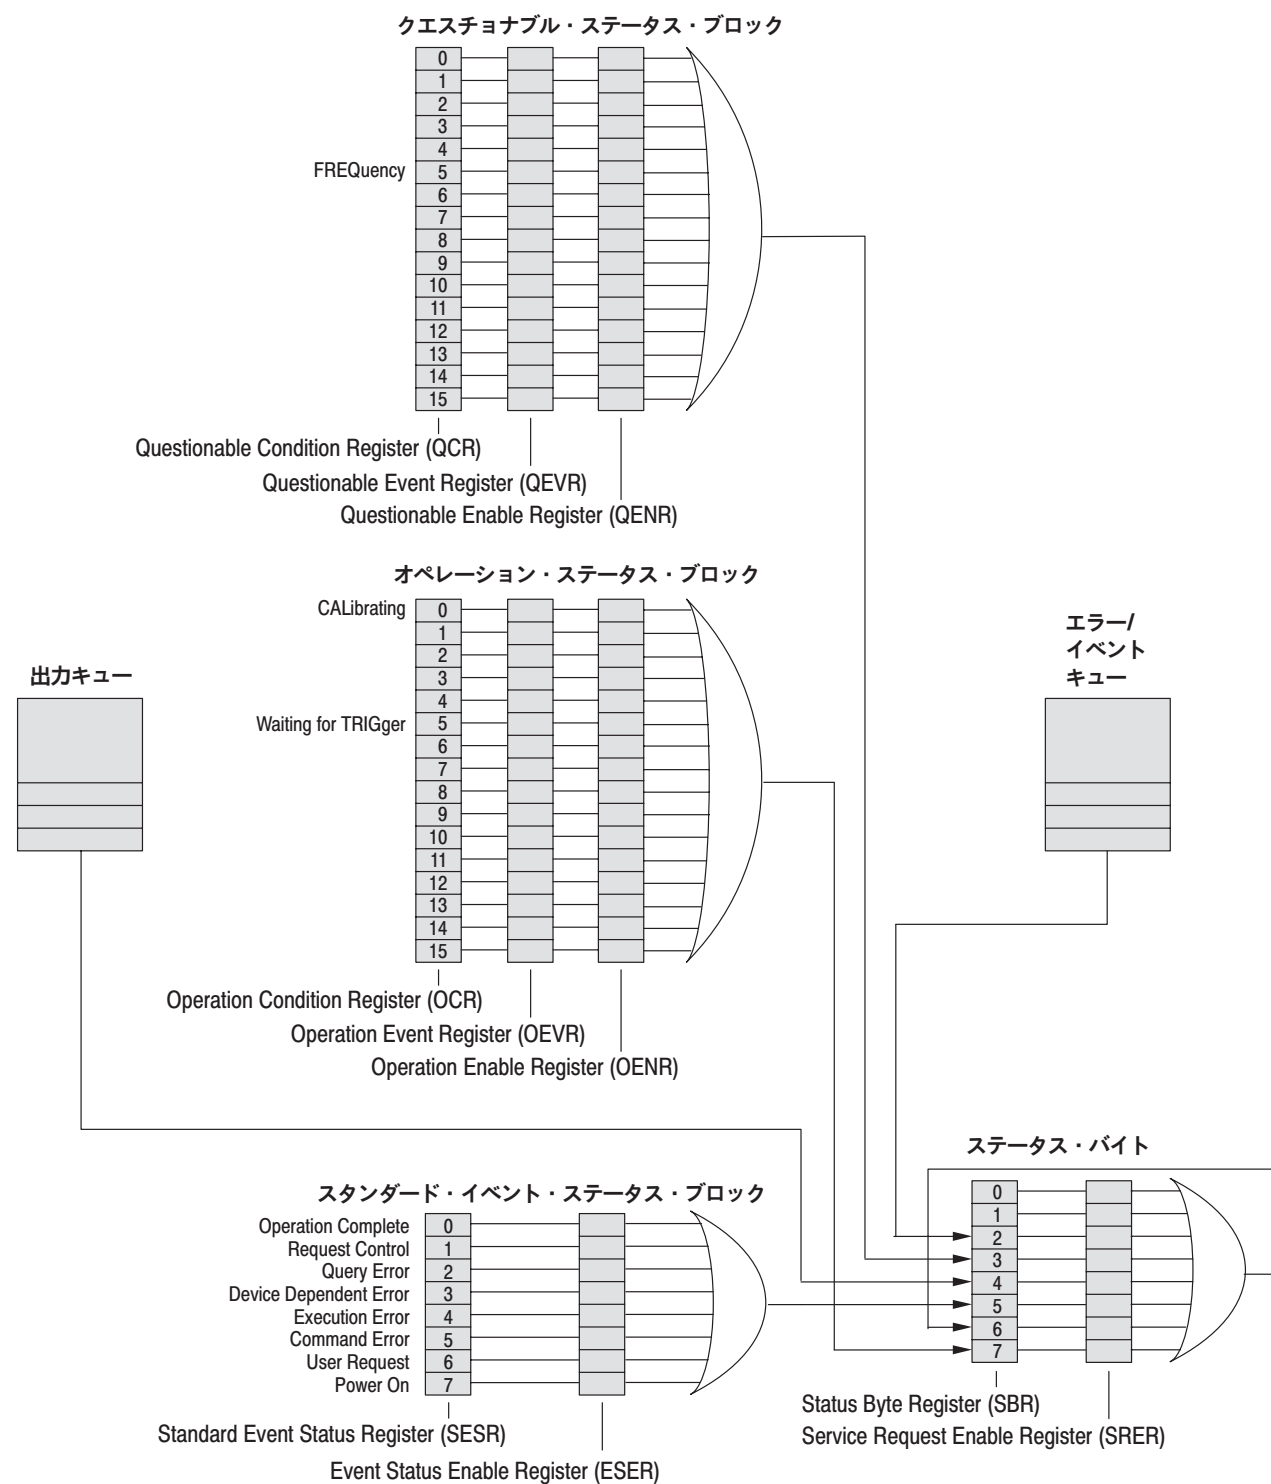 クエスチョナブル・ステータス・ブロック
0
1
2
3
4
FREQuency 5
6
7
8
9
10
11
12
13
14
15
Questionable Condition Register (QCR)
Questionable Event Register (QEVR)
Questionable Enable Register (QENR)
オペレーション・ステータス・ブロック
CALibrating 0
1
2
3
4
Waiting for TRIGger 5
6
7
8
9
10
11
12
13
14
15
Operation Condition Register (OCR)
Operation Event Register (OEVR)
Operation Enable Register (OENR)
出力キュー
エラー/
イベント
キュー
スタンダード・イベント・ステータス・ブロック
Operation Complete 0
Request Control 1
Query Error 2
Device Dependent Error 3
Execution Error 4
Command Error 5
User Request 6
Power On 7
Standard Event Status Register (SESR)
Event Status Enable Register (ESER)
ステータス・バイト
0
1
2
3
4
5
6
7
Status Byte Register (SBR)
Service Request Enable Register (SRER)